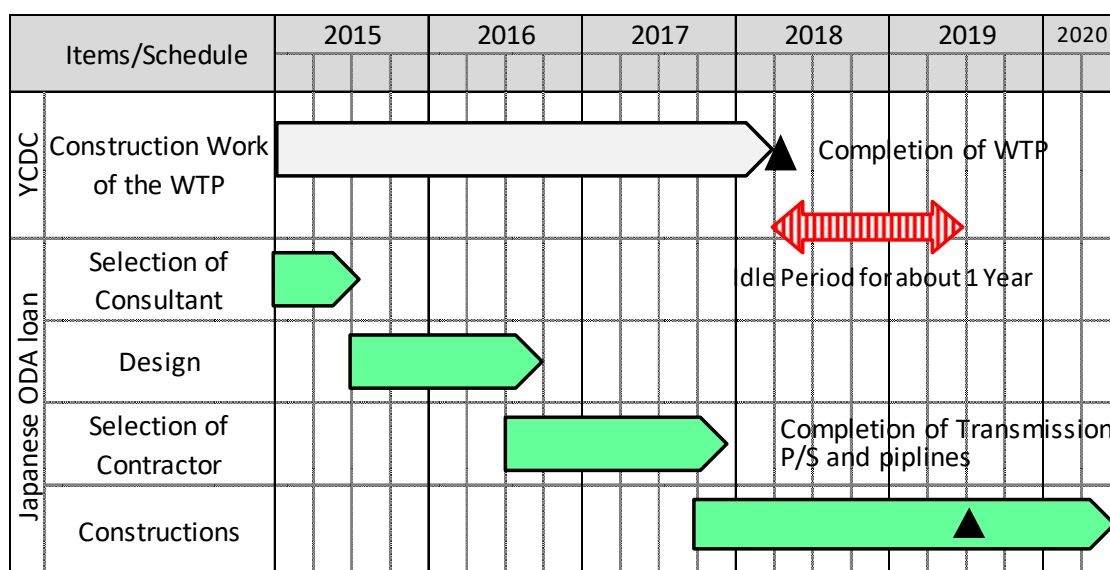 Items/Schedule
2015
2016
2017
2018
2019
2020
YCDC
Construction Work
of the WTP
Completion of WTP
Idle Period for about 1 Year
Japanese ODA loan
Selection of
Consultant
Design
Selection of
Contractor
Completion of Transmission
P/S and piplines
Constructions